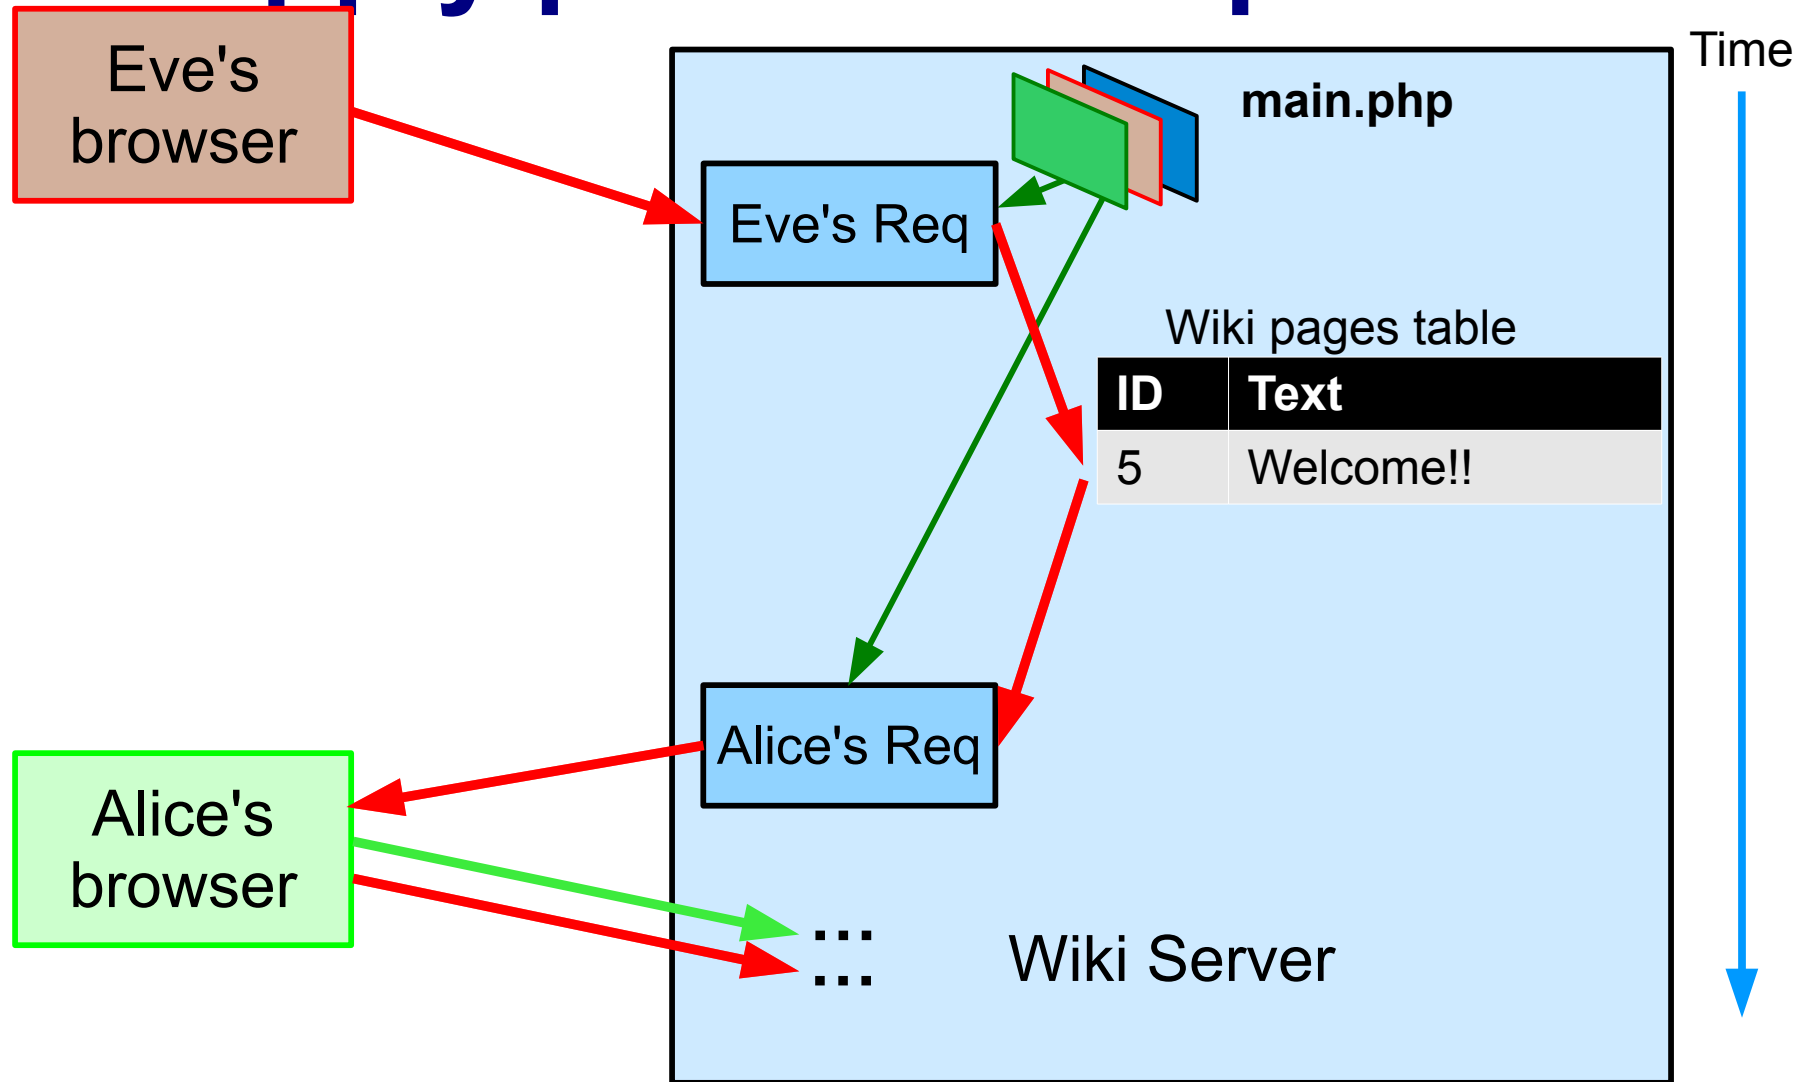 Time
Eve's
browser
main.php
Eve's Req
Wiki pages table
ID Text
5 Welcome!!
Alice's Req
Alice's
browser
:::
Wiki Server